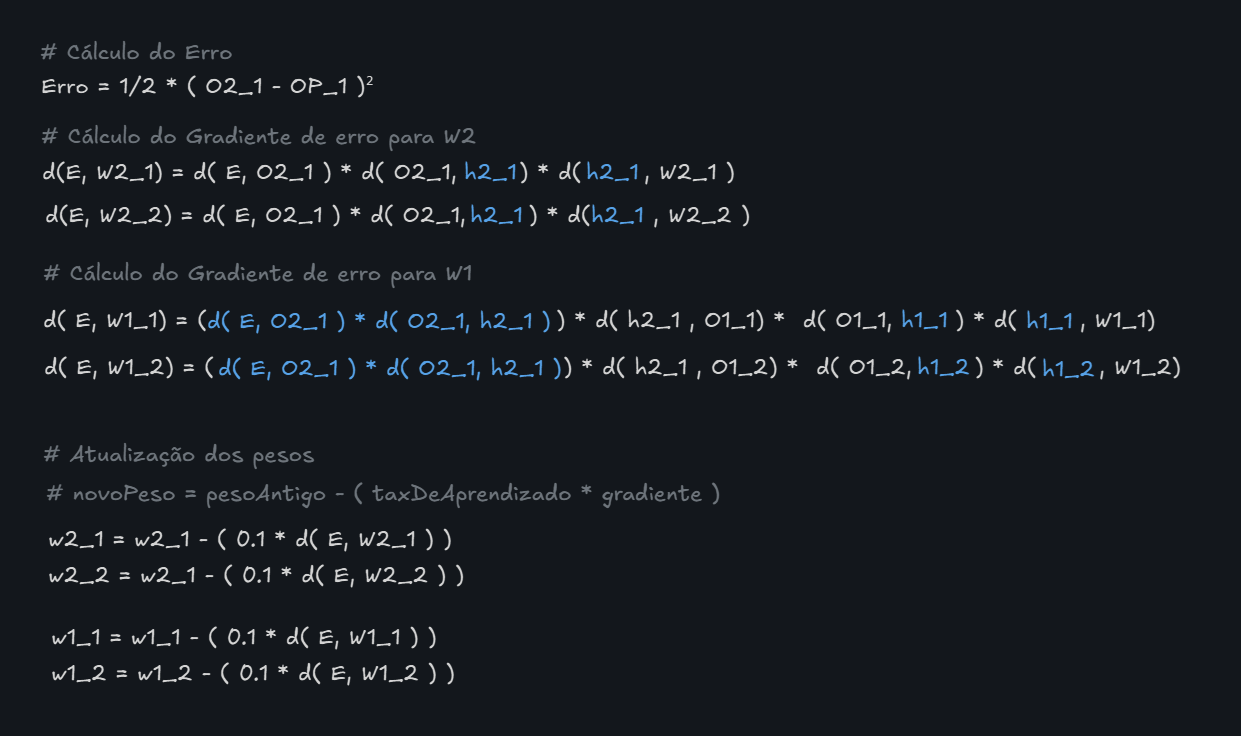 # Cálculo do Erro
Erro = 1/2 * ( O2_1 - OP_1 )²
# Cálculo do Gradiente de erro para W2
d(E, W2_1) = d( E, O2_1 ) * d( O2_1, h2_1) * d( h2_1 , W2_1 )
d(E, W2_2) = d( E, O2_1 ) * d( O2_1, h2_1 ) * d(h2_1 , W2_2 )
# Cálculo do Gradiente de erro para W1
d( E, W1_1) = (d( E, O2_1 ) * d( O2_1, h2_1 ) ) * d( h2_1 , O1_1) * d( O1_1, h1_1 ) * d( h1_1 , W1_1)
d( E, W1_2) = ( d( E, O2_1 ) * d( O2_1, h2_1 )) * d( h2_1 , O1_2) * d( O1_2, h1_2 ) * d( h1_2 , W1_2)
# Atualização dos pesos
# novoPeso = pesoAntigo - ( taxDeAprendizado * gradiente )
w2_1 = w2_1 - ( 0.1 * d( E, W2_1 ) )
w2_2 = w2_1 - ( 0.1 * d( E, W2_2 ) )
w1_1 = w1_1 - ( 0.1 * d( E, W1_1 ) )
w1_2 = w1_2 - ( 0.1 * d( E, W1_2 ) )